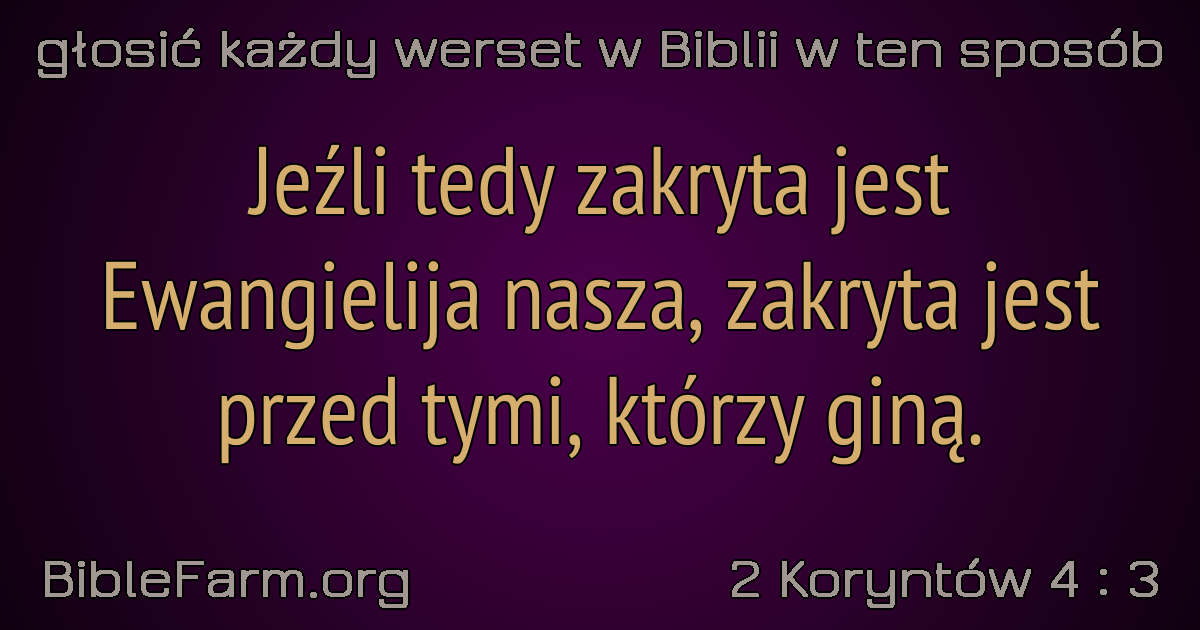 głosić każdy werset w Biblii w ten sposób
Jeźli tedy zakryta jest
Ewangielija nasza, zakryta jest
przed tymi, którzy giną.
BibleFarm.org
2 Koryntów 4 : 3